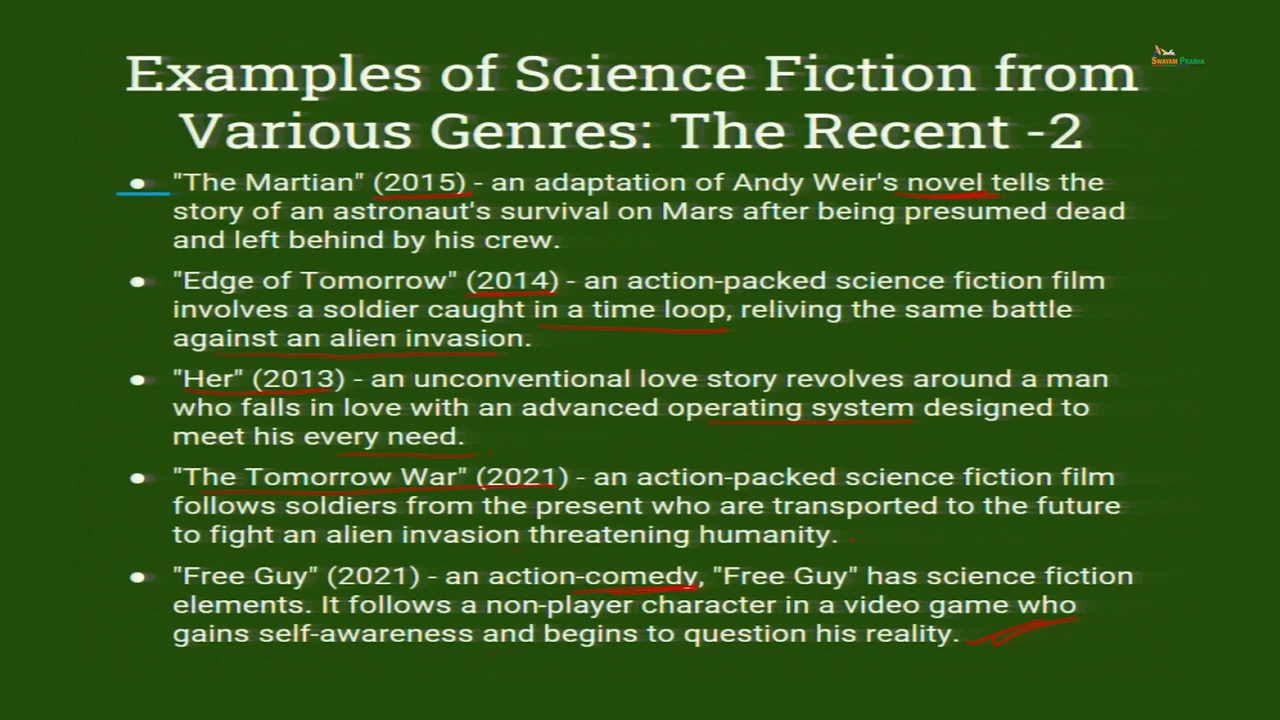 SWAYAM PRABHA
Examples of Science Fiction from
Various Genres: The Recent -2
• "The Martian" (2015) - an adaptation of Andy Weir's novel tells the
story of an astronaut's survival on Mars after being presumed dead
and left behind by his crew.
• "Edge of Tomorrow" (2014) - an action-packed science fiction film
involves a soldier caught in a time loop, reliving the same battle
against an alien invasion.
• "Her" (2013) - an unconventional love story revolves around a man
who falls in love with an advanced operating system designed to
meet his every need.
• "The Tomorrow War" (2021) - an action-packed science fiction film
follows soldiers from the present who are transported to the future
to fight an alien invasion threatening humanity.
• "Free Guy" (2021) - an action-comedy, "Free Guy" has science fiction
elements. It follows a non-player character in a video game who
gains self-awareness and begins to question his reality.